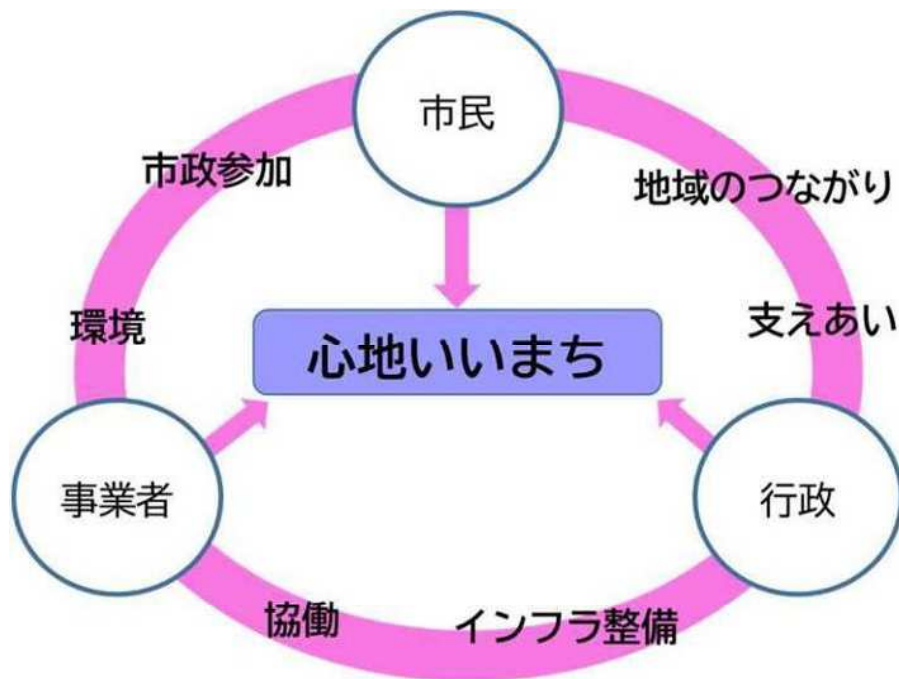 市民
市政参加
地域のつながり
環境
支えあい
心地いいまち
事業者
行政
協働
インフラ整備